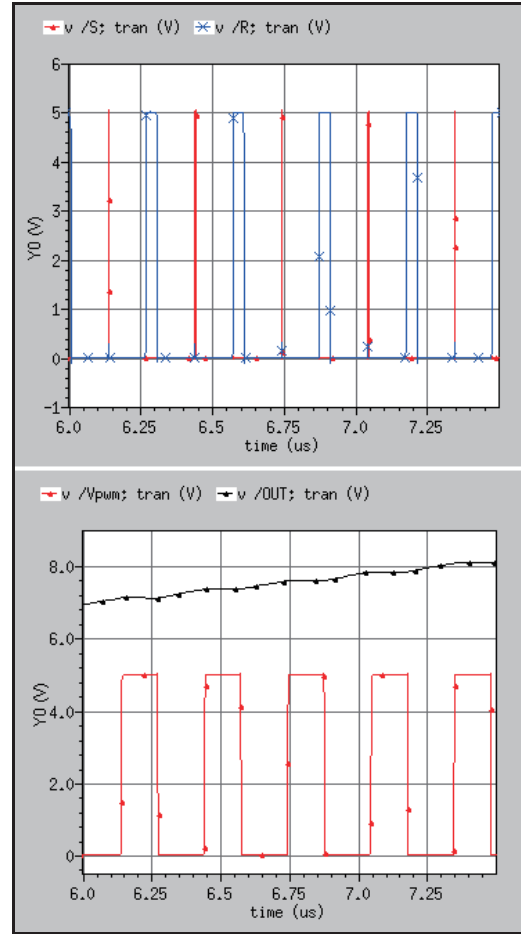 v /S; tran (V) v /R; tran (V)
6
5
4
3
2
1
0
-1
Y0 (V)
6.0 6.25 6.5 6.75 7.0 7.25
time (us)
v /Vpwm; tran (V) v /OUT; tran (V)
8.0
6.0
4.0
2.0
0
Y0 (V)
6.0 6.25 6.5 6.75 7.0 7.25
time (us)